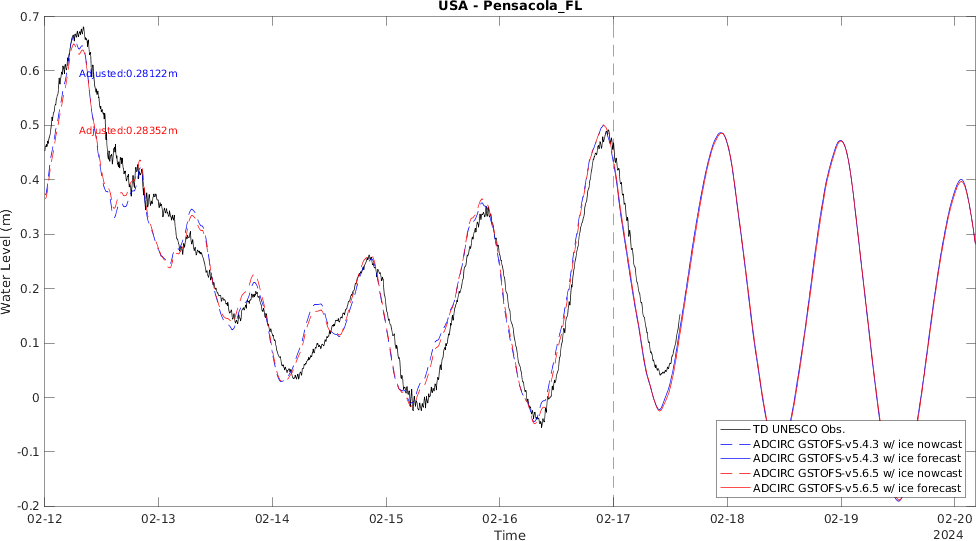 USA - Pensacola_FL
0.7
0.6
0.5
0.4
0.3
0.2
0.1
0
-0.1
-0.2
Water Level (m)
Adjusted:0.28122m
Adjusted:0.28352m
TD UNESCO Obs.
ADCIRC GSTOFS-v5.4.3 w/ ice nowcast
ADCIRC GSTOFS-v5.4.3 w/ ice forecast
ADCIRC GSTOFS-v5.6.5 w/ ice nowcast
ADCIRC GSTOFS-v5.6.5 w/ ice forecast
02-12 02-13 02-14 02-15 02-16 02-17 02-18 02-19 02-20
Time
2024